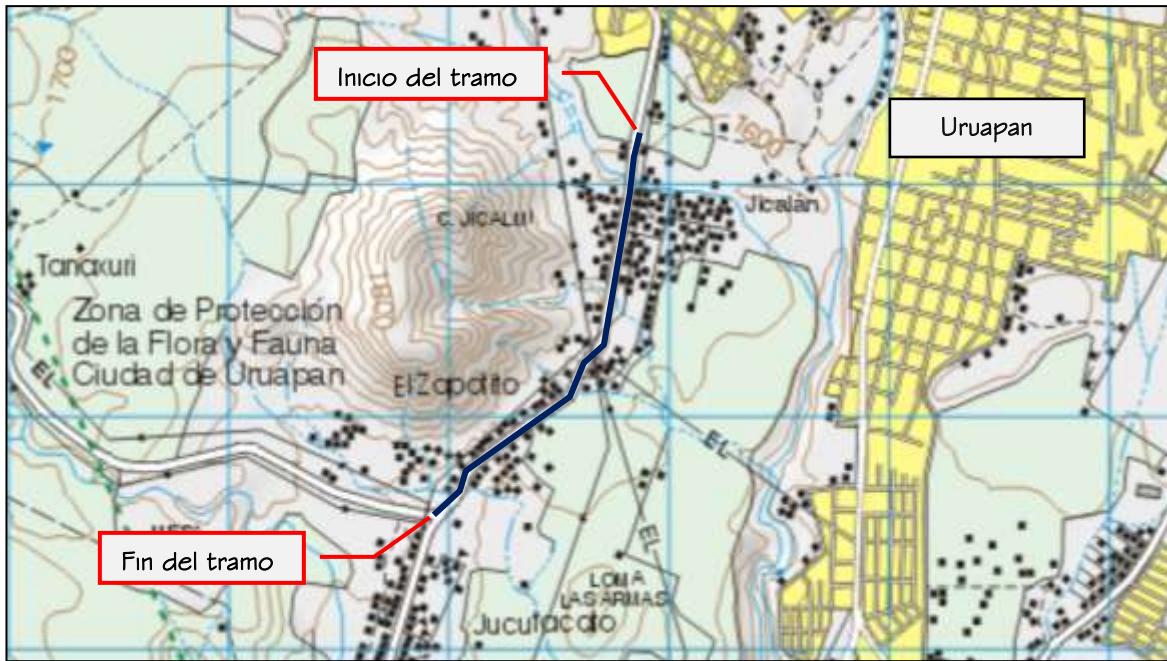 1700
Inicio del tramo
Uruapan
1600
C. JICALÁN
Jicalán
Tanaxuri
1800
Zona de Protección
de la Flora y Fauna
Ciudad de Uruapan
EL
El Zapotito
EL
EL
Fin del tramo
LOMA
LAS ARMAS
Jucutacato